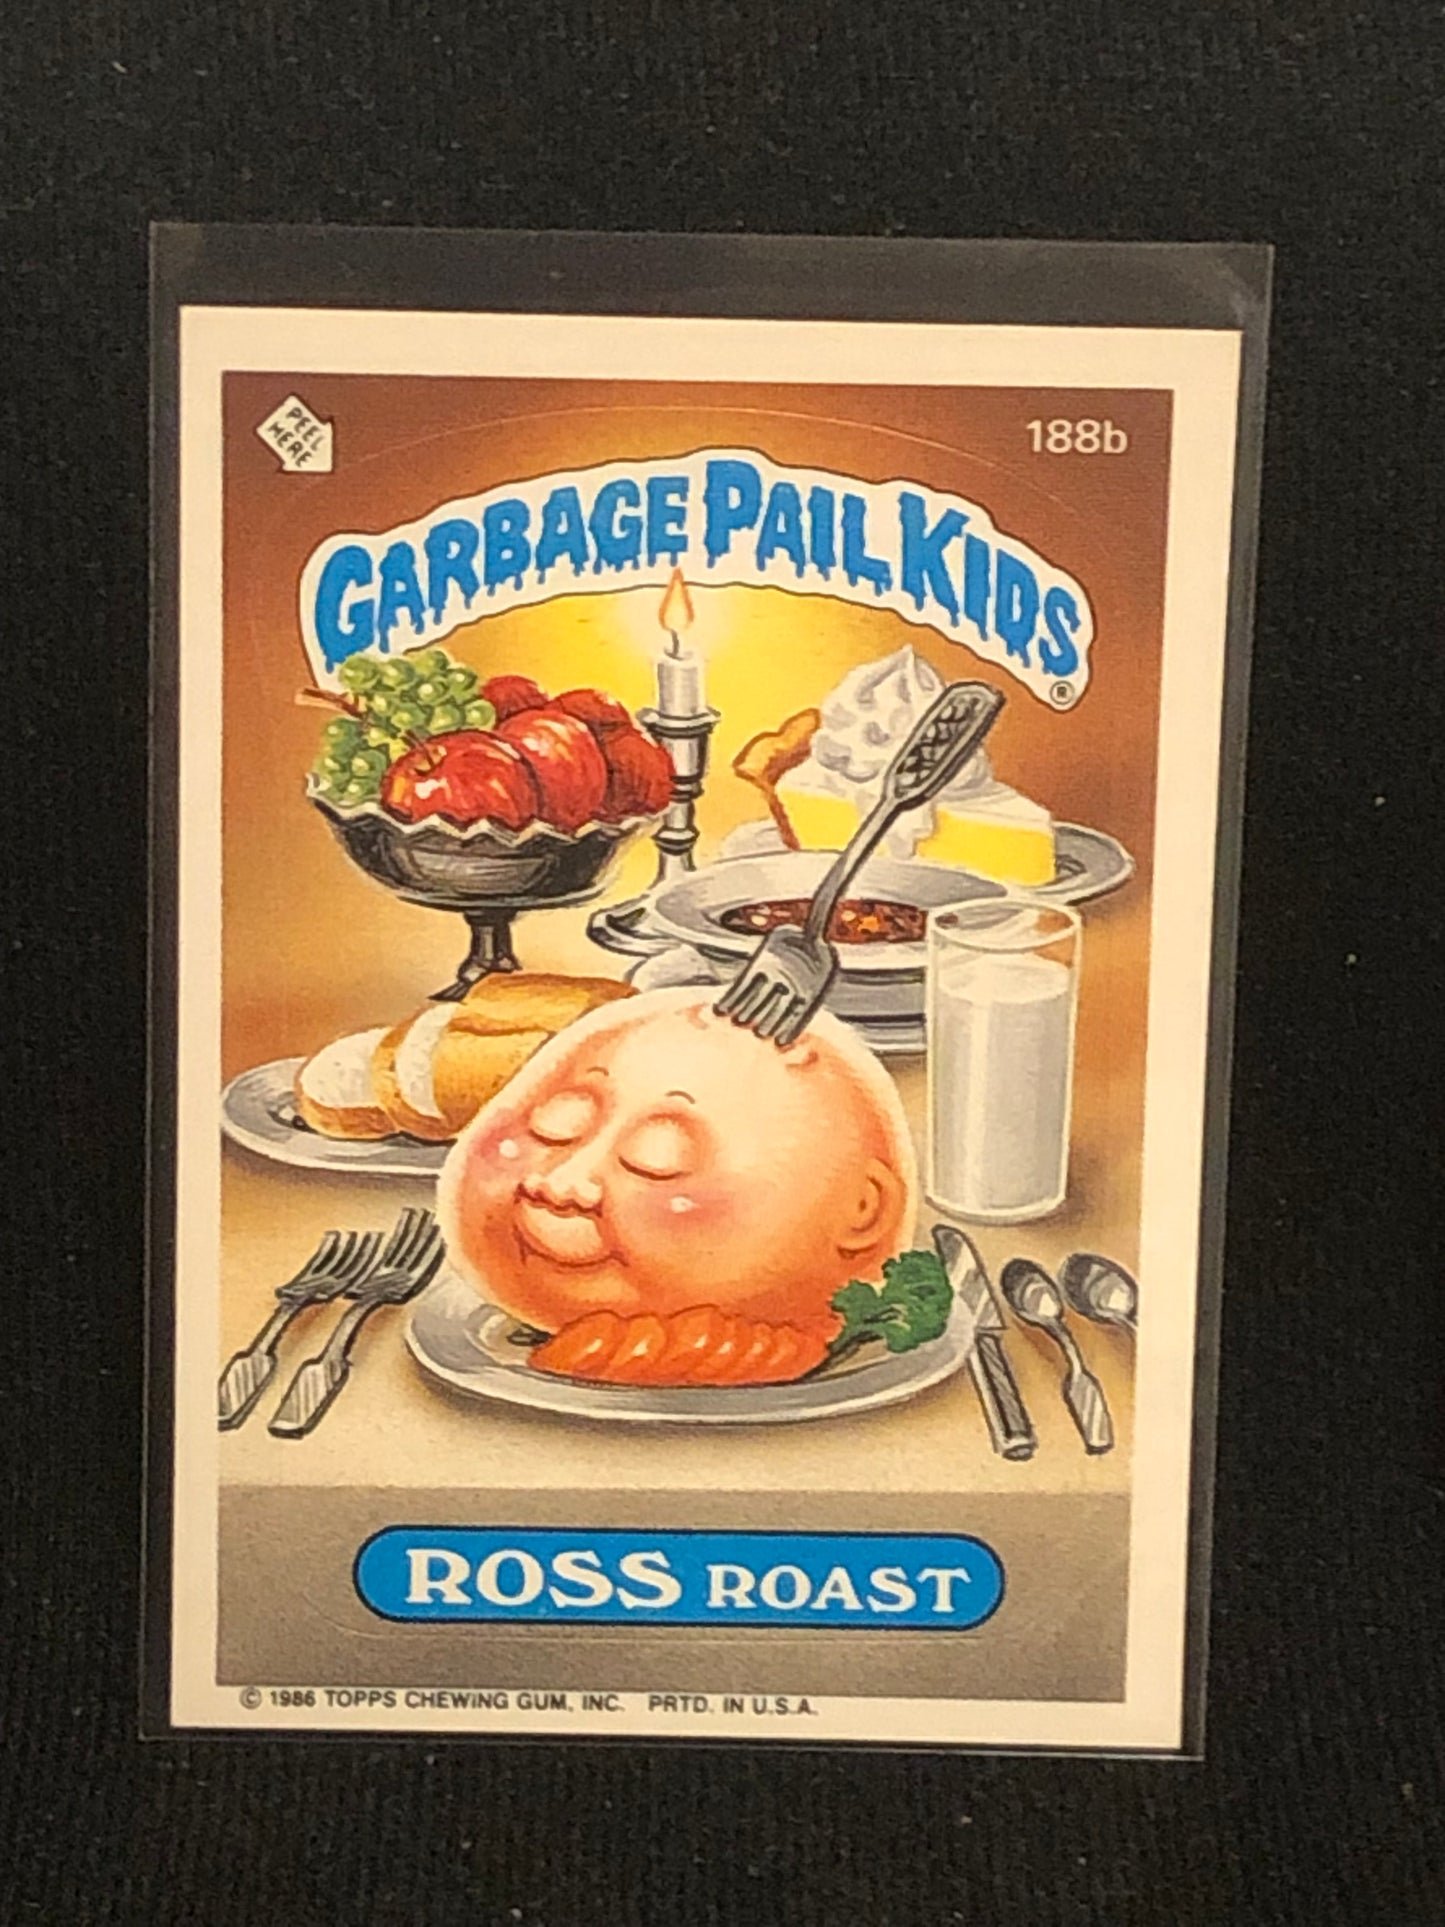 PEEL
HERE
188b
GARBAGE PAIL KIDS
®
ROSS ROAST
© 1986 TOPPS CHEWING GUM, INC. PRTD. IN U.S.A.